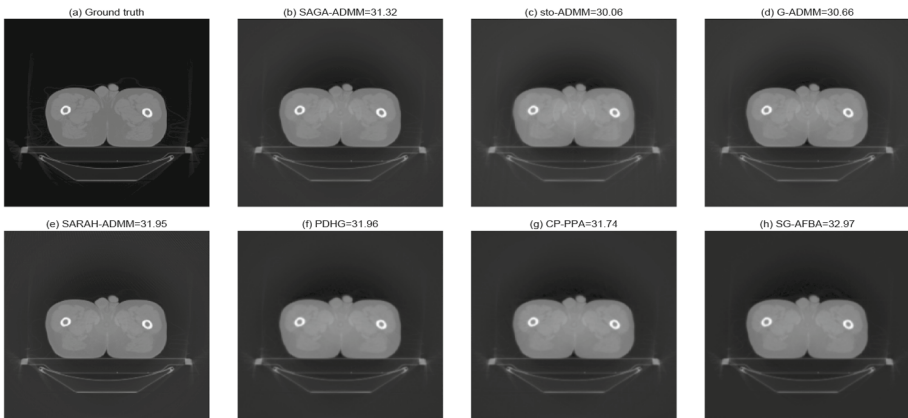 (a) Ground truth
(b) SAGA-ADMM=31.32
(c) sto-ADMM=30.06
(d) G-ADMM=30.66
(e) SARAH-ADMM=31.95
(f) PDHG=31.96
(g) CP-PPA=31.74
(h) SG-AFBA=32.97